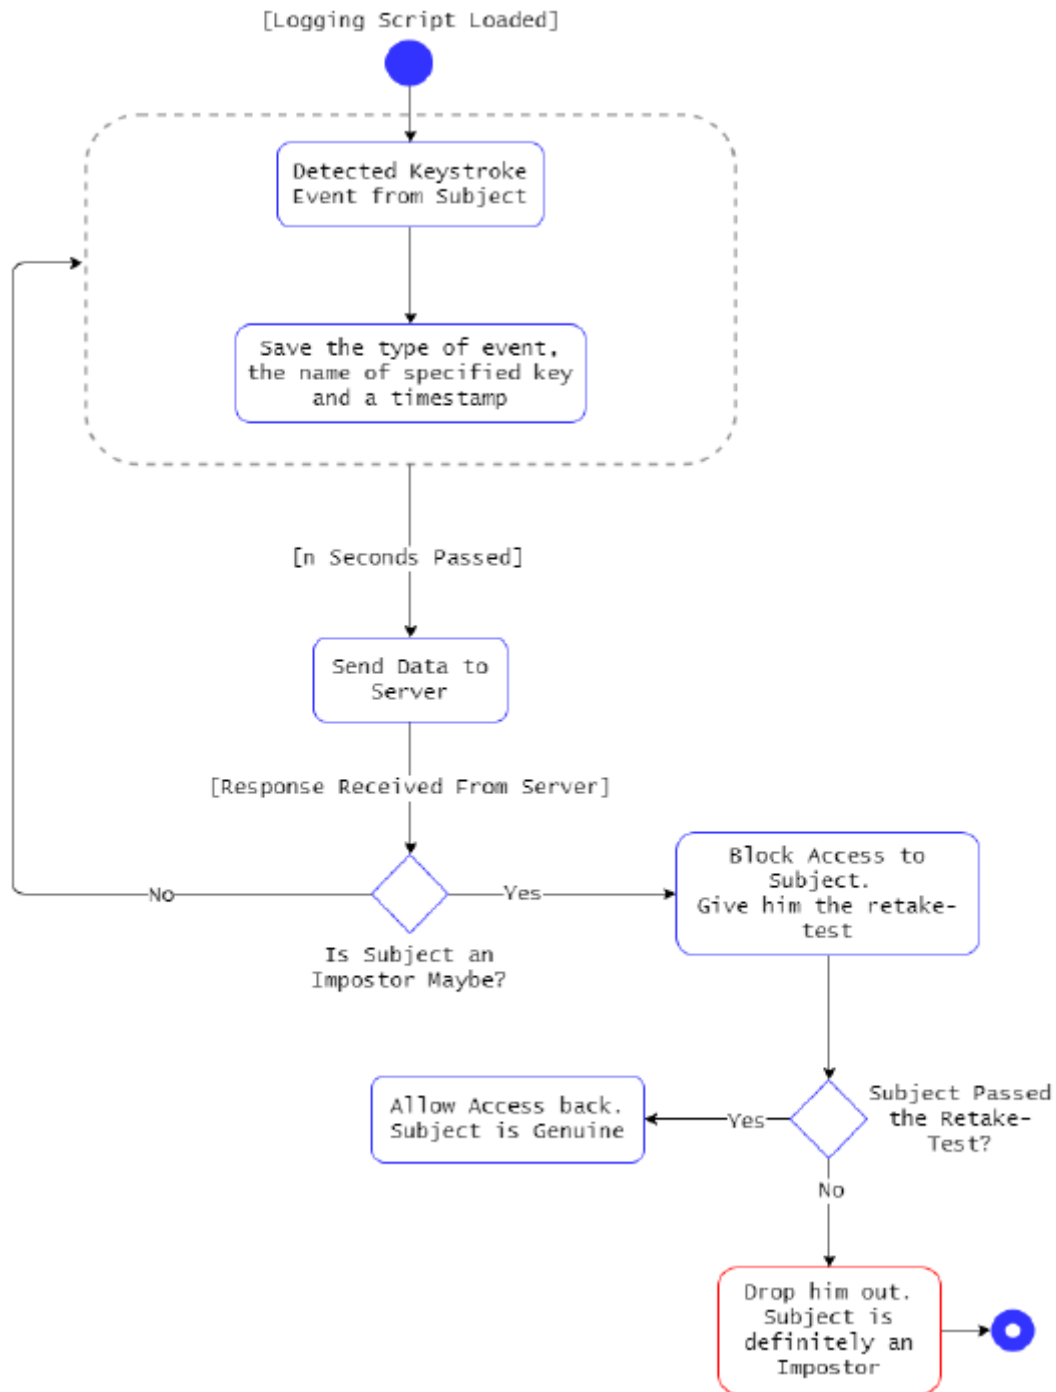 [Logging Script Loaded]
Detected Keystroke
Event from Subject
Save the type of event,
the name of specified key
and a timestamp
[n Seconds Passed]
Send Data to
Server
[Response Received From Server]
No
Yes
Is Subject an
Impostor Maybe?
Block Access to
Subject.
Give him the retake-
test
Subject Passed
the Retake-
Test?
Yes
Allow Access back.
Subject is Genuine
No
Drop him out.
Subject is
definitely an
Impostor